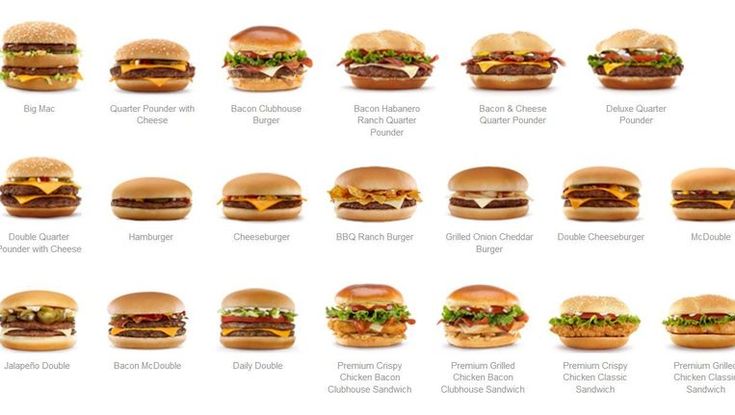 Big Mac
Quarter Pounder with
Cheese
Bacon Clubhouse
Burger
Bacon Habanero
Ranch Quarter
Pounder
Bacon & Cheese
Quarter Pounder
Deluxe Quarter
Pounder
Double Quarter
Pounder with Cheese
Hamburger
Cheeseburger
BBQ Ranch Burger
Grilled Onion Cheddar
Burger
Double Cheeseburger
McDouble
Jalapeño Double
Bacon McDouble
Daily Double
Premium Crispy
Chicken Bacon
Clubhouse Sandwich
Premium Grilled
Chicken Bacon
Clubhouse Sandwich
Premium Crispy
Chicken Classic
Sandwich
Premium Grilled
Chicken Classic
Sandwich